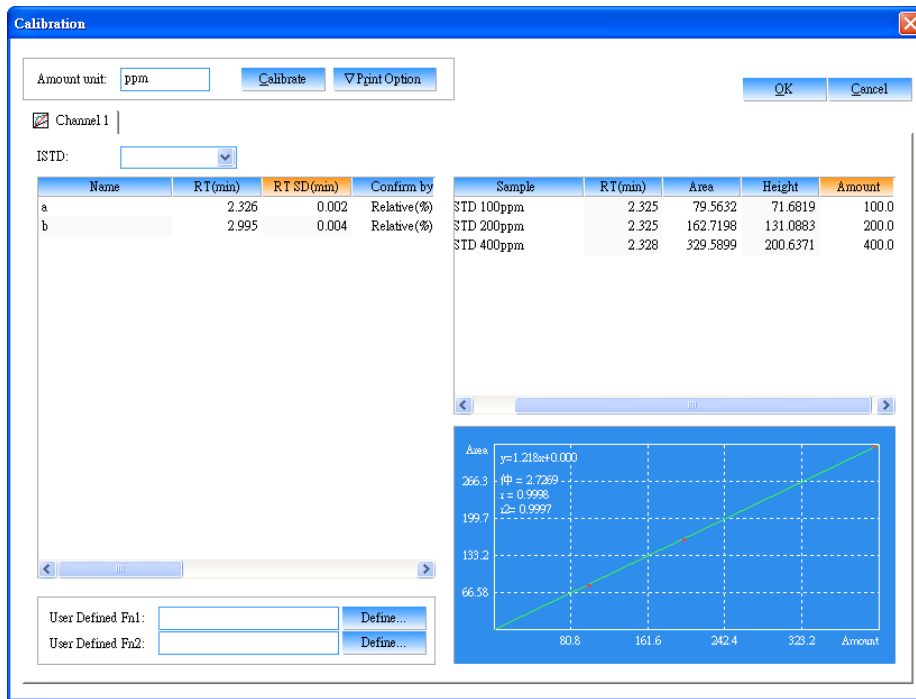 Calibration
Amount unit: ppm Calibrate ▽Print Option
OK Cancel
Channel 1
ISTD:
Name RT(min) RT SD(min) Confirm by
a 2.326 0.002 Relative(%)
b 2.995 0.004 Relative(%)
Sample RT(min) Area Height Amount
STD 100ppm 2.325 79.5632 71.6819 100.0
STD 200ppm 2.325 162.7198 131.0883 200.0
STD 400ppm 2.328 329.5899 200.6371 400.0
Area
y=1.218x+0.000
仲 = 2.7269
r = 0.9998
r2= 0.9997
266.3
199.7
133.2
66.58
80.8 161.6 242.4 323.2 Amount
User Defined Fn1: Define...
User Defined Fn2: Define...